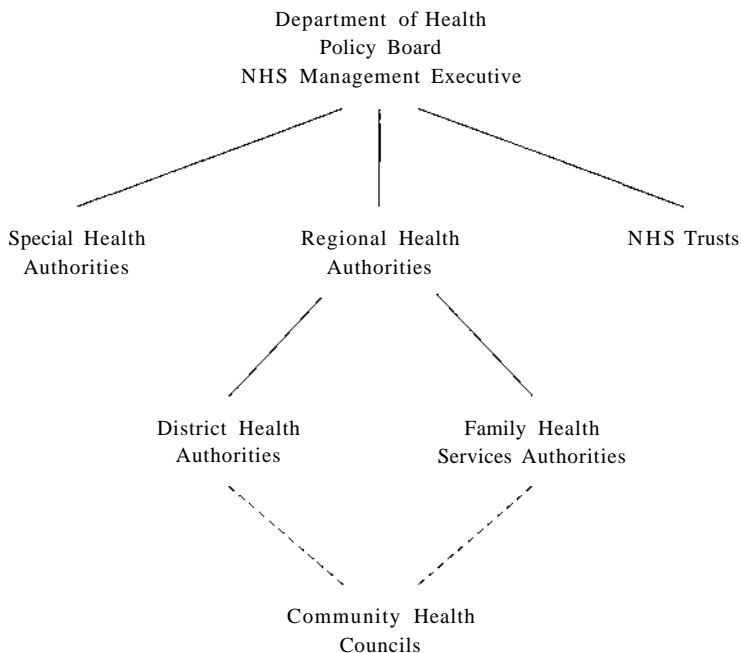 Department of Health
Policy Board
NHS Management Executive
Special Health
Authorities
Regional Health
Authorities
NHS Trusts
District Health
Authorities
Family Health
Services Authorities
Community Health
Councils